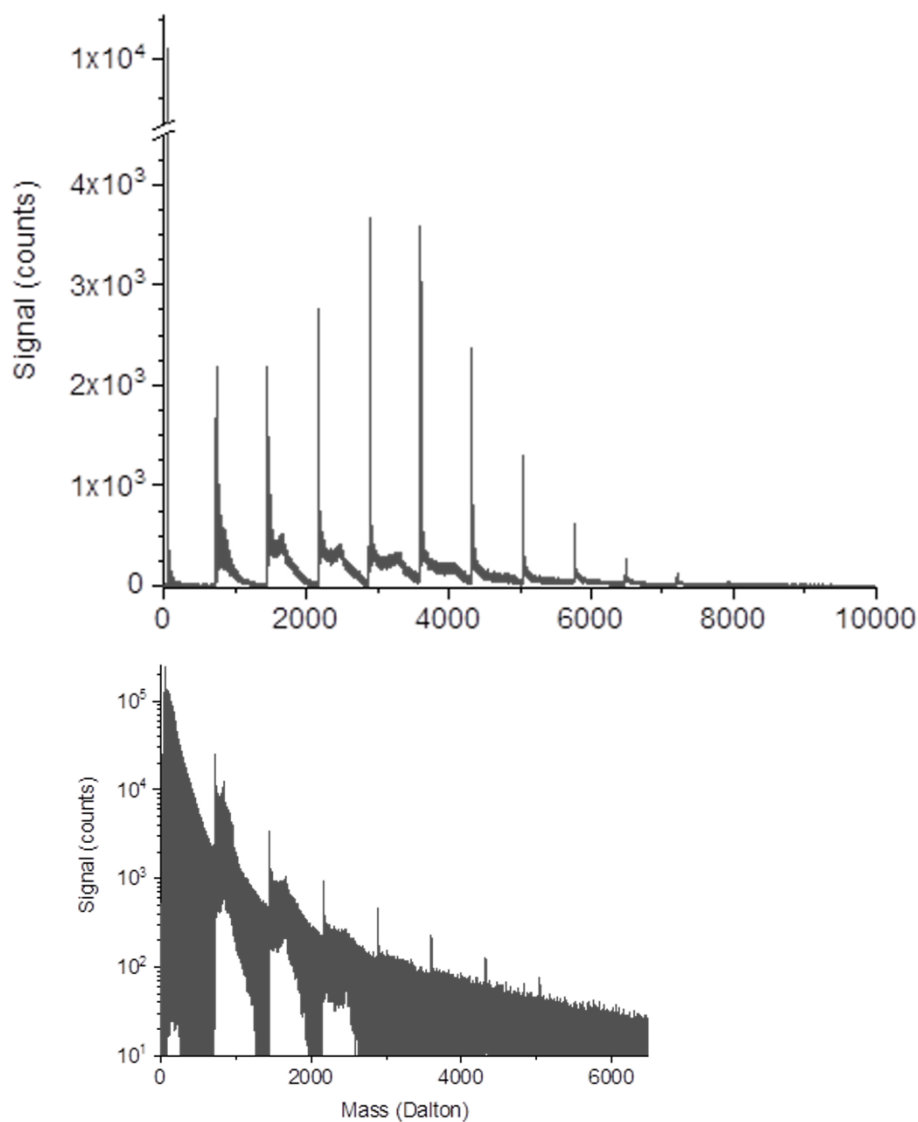 1x10⁴
4x10³
3x10³
2x10³
1x10³
0
Signal (counts)
0 2000 4000 6000 8000 10000
10⁵
10⁴
10³
10²
10¹
Signal (counts)
0 2000 4000 6000
Mass (Dalton)